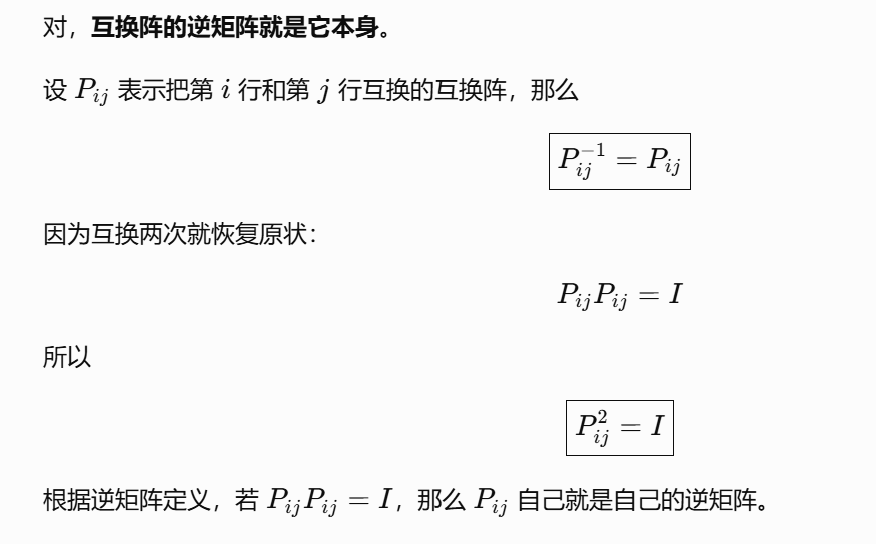 对，互换阵的逆矩阵就是它本身。
设 $P_{ij}$ 表示把第 $i$ 行和第 $j$ 行互换的互换阵，那么
$P_{ij}^{-1} = P_{ij}$
因为互换两次就恢复原状：
$P_{ij}P_{ij} = I$
所以
$P_{ij}^{2} = I$
根据逆矩阵定义，若 $P_{ij}P_{ij} = I$，那么 $P_{ij}$ 自己就是自己的逆矩阵。